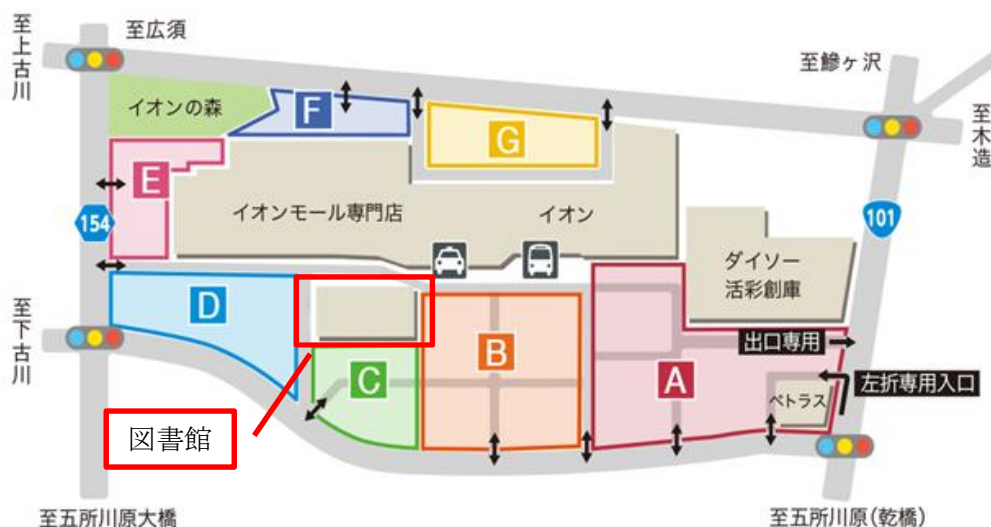 至上古川
至広須
至鰺ヶ沢
至木造
イオンの森
F
G
E
イオンモール専門店
イオン
154
101
ダイソー
活彩創庫
D
至下古川
B
C
A
出口専用
左折専用入口
ペトラス
図書館
至五所川原大橋
至五所川原(乾橋)